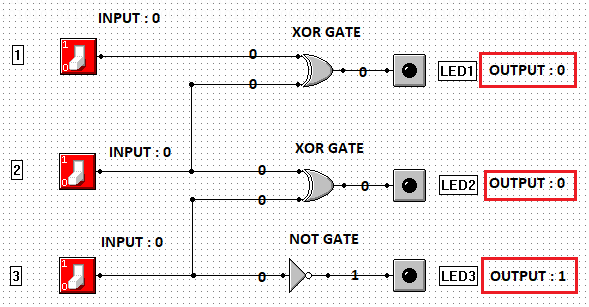 INPUT : 0
XOR GATE
1
1
0
0
0
0
LED1
OUTPUT : 0
INPUT : 0
XOR GATE
2
1
0
0
0
0
LED2
OUTPUT : 0
INPUT : 0
NOT GATE
3
1
0
0
1
LED3
OUTPUT : 1